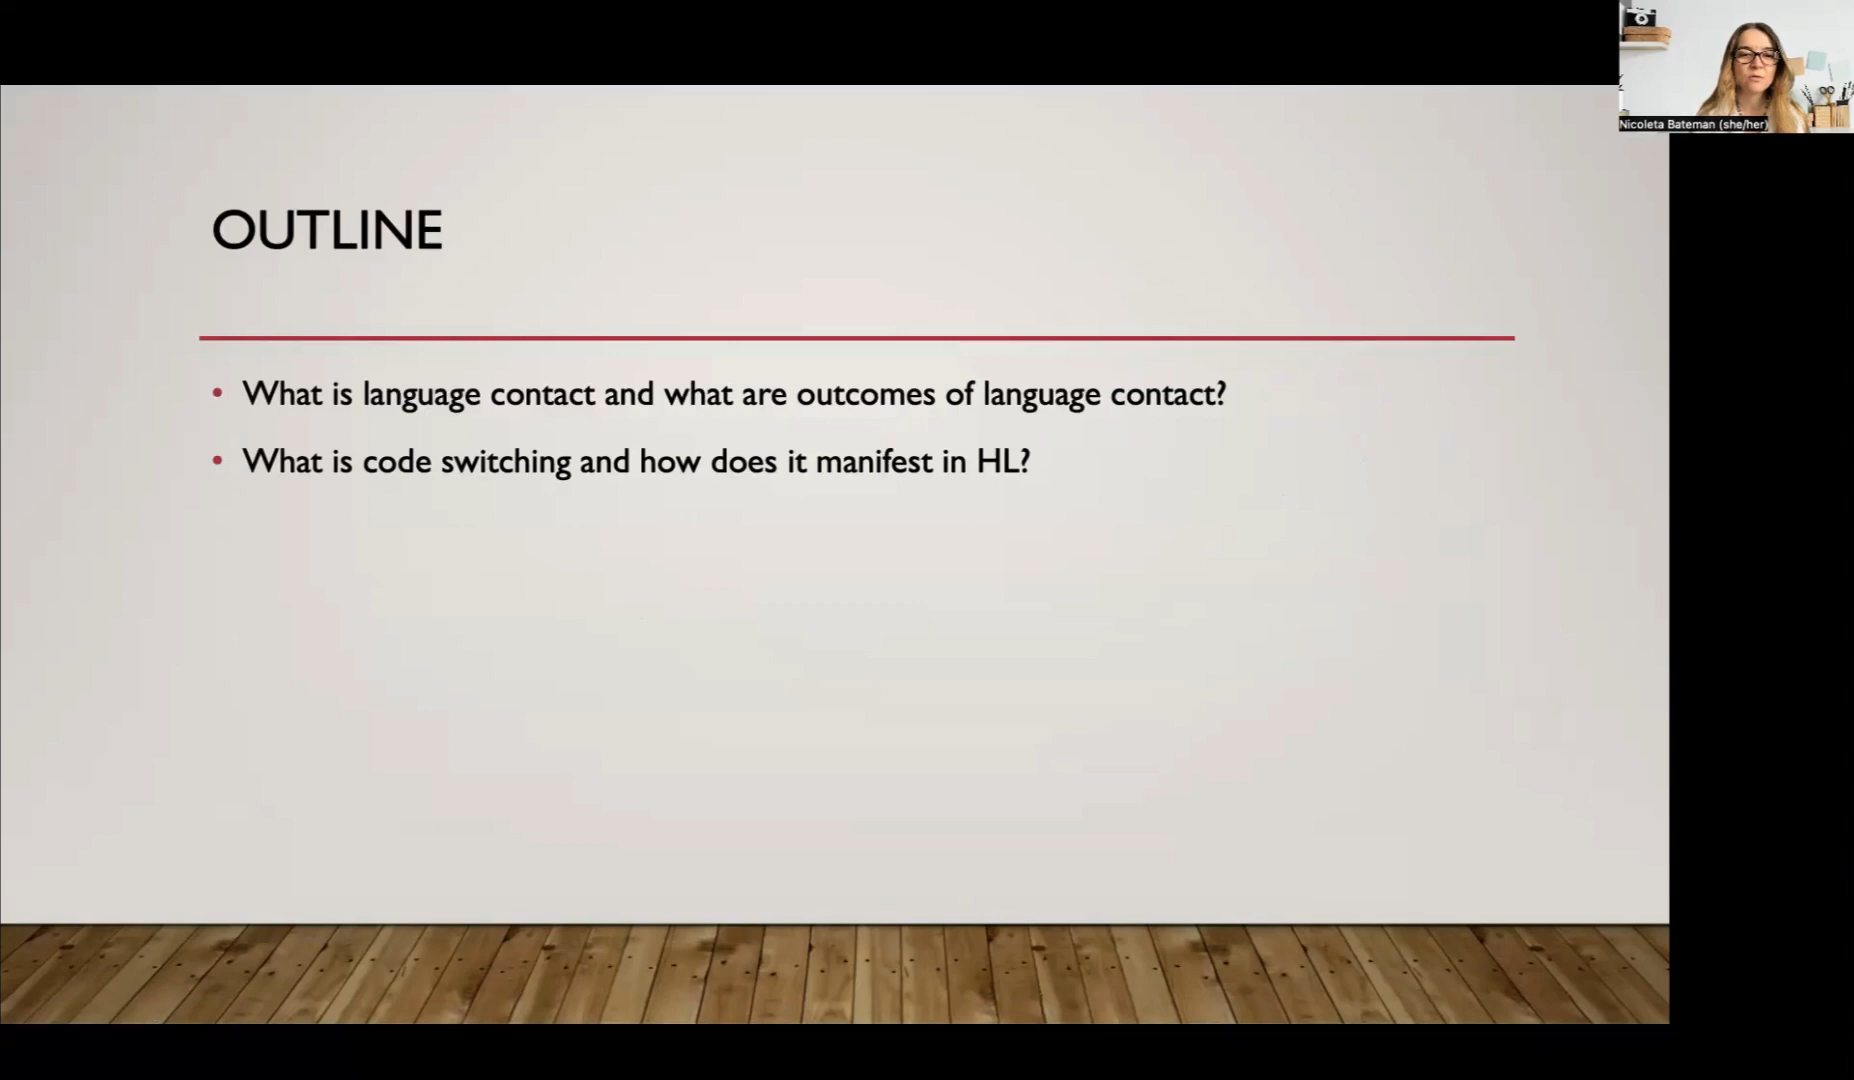 Nicoleta Bateman (she/her)
OUTLINE
• What is language contact and what are outcomes of language contact?
• What is code switching and how does it manifest in HL?